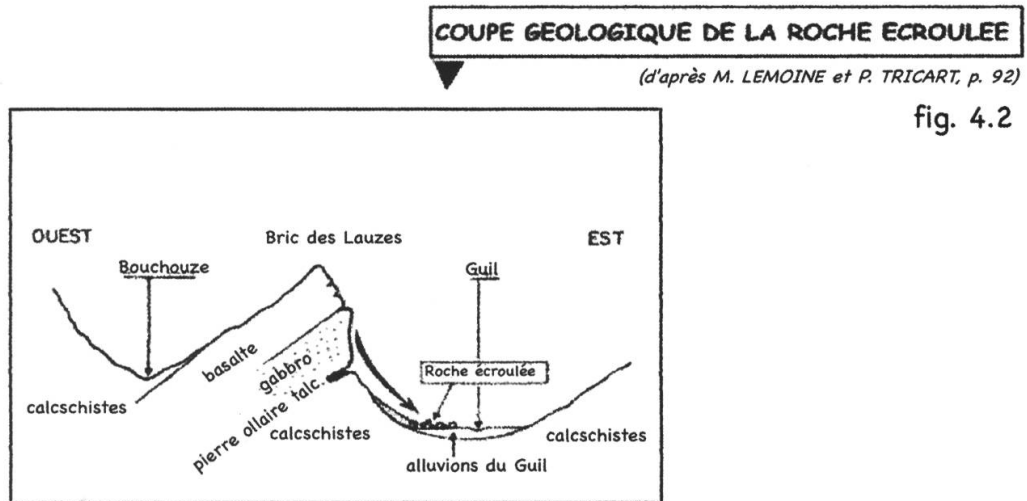 COUPE GEOLOGIQUE DE LA ROCHE ECROULEE
(d'après M. LEMOINE et P. TRICART, p. 92)
fig. 4.2
OUEST
Bric des Lauzes
EST
Bouchouze
Guil
basalte
gabbro
Roche écroulée
pierre ollaire talc.
calcschistes
calcschistes
calcschistes
alluvions du Guil